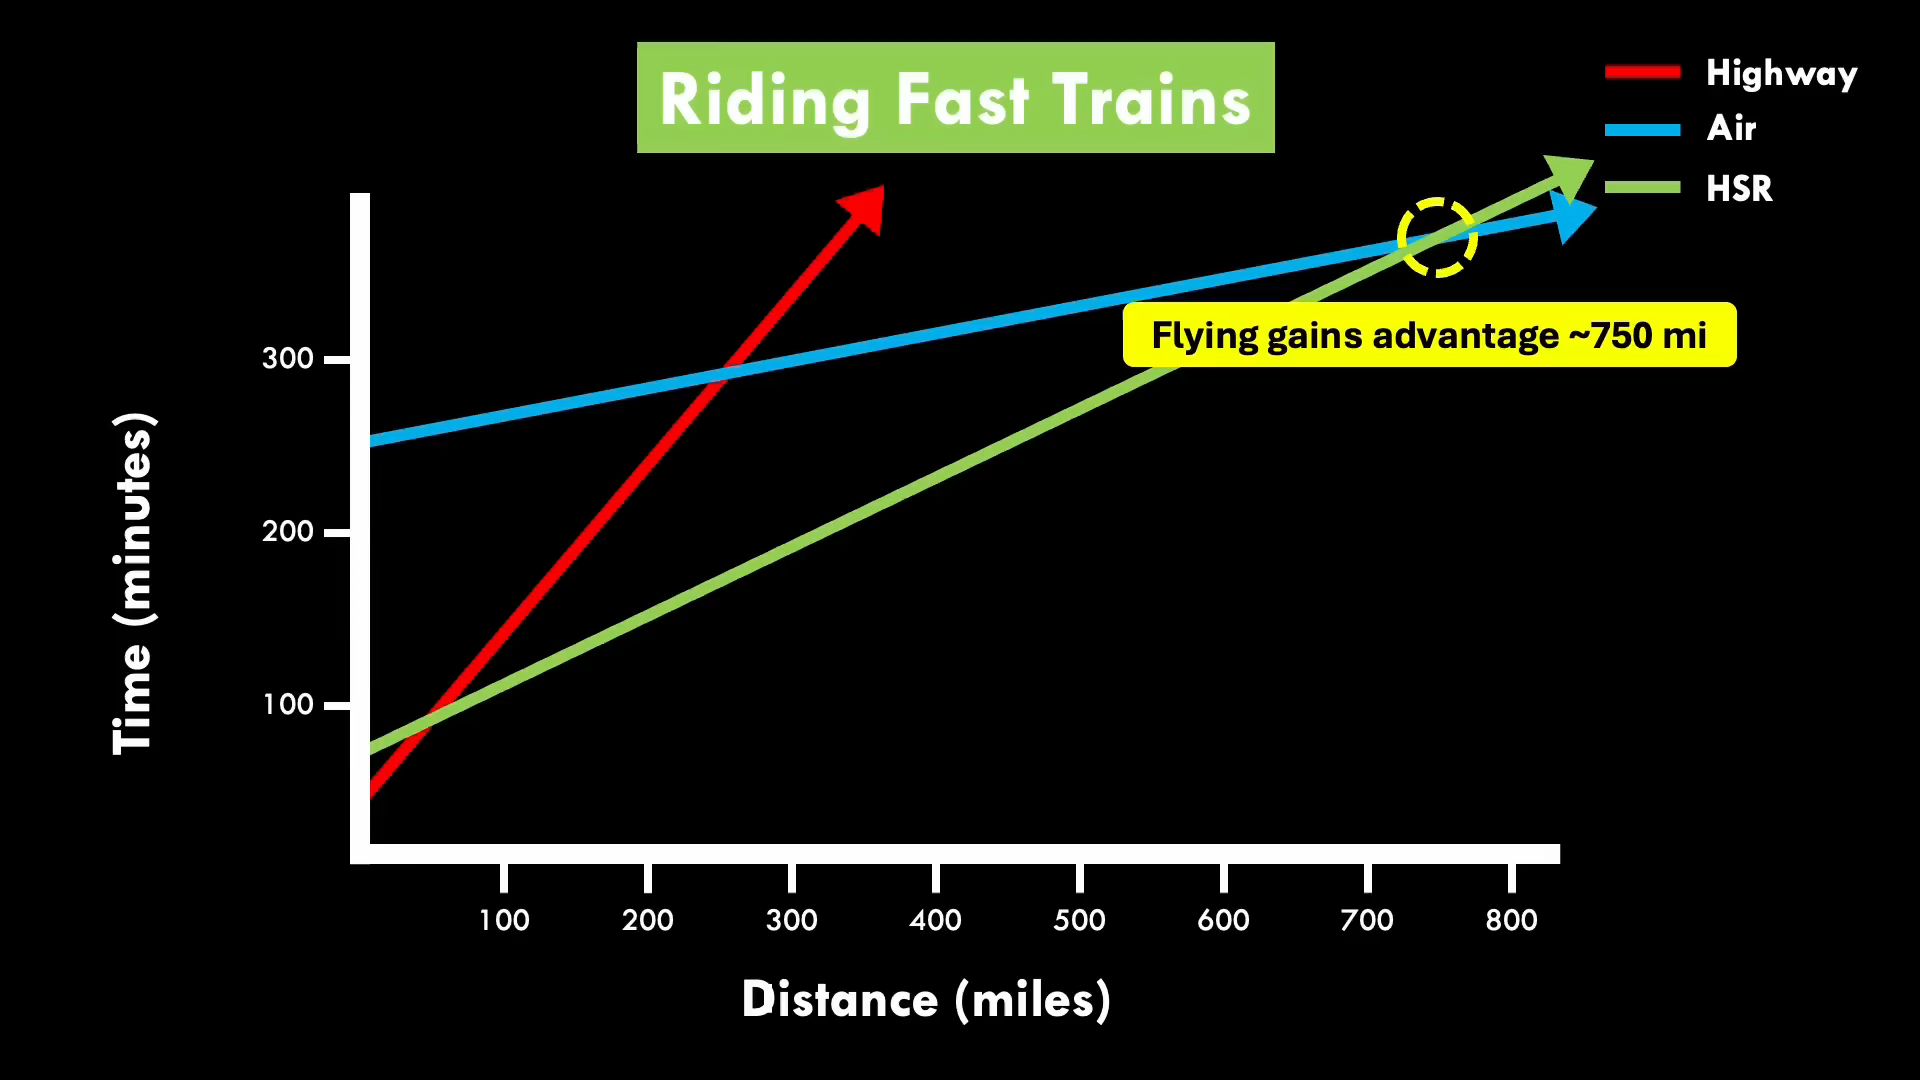 Riding Fast Trains
Highway
Air
HSR
Flying gains advantage ~750 mi
300
200
100
Time (minutes)
100 200 300 400 500 600 700 800
Distance (miles)